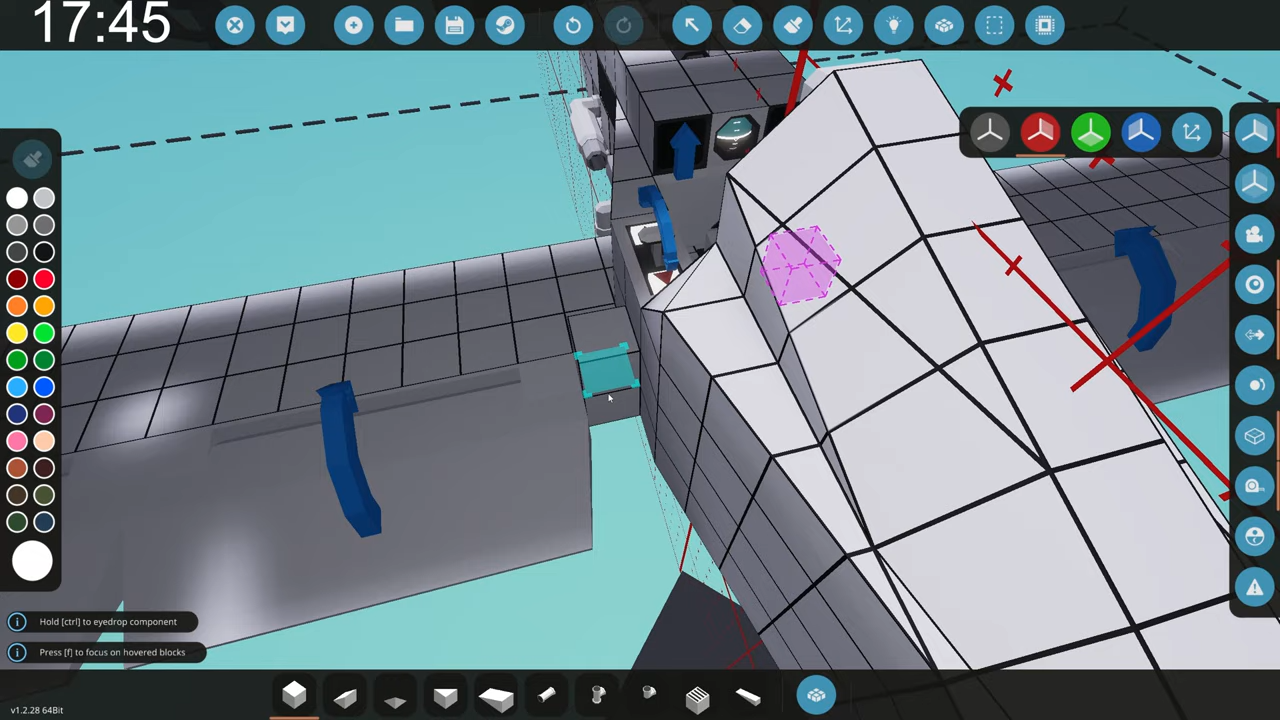 17:45
Hold [ctrl] to eyedrop component
Press [f] to focus on hovered blocks
v1.2.28 64Bit